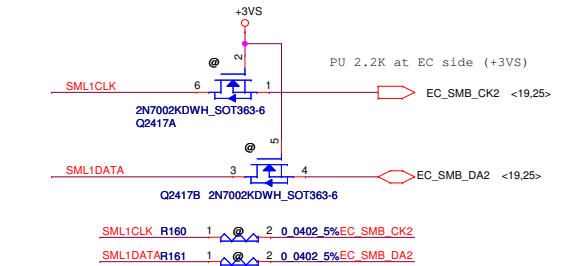 +3VS
@ 2 PU 2.2K at EC side (+3VS)
SML1CLK 6 1 EC_SMB_CK2 <19,25>
2N7002KDWH_SOT363-6
Q2417A
@ 5
SML1DATA 3 4 EC_SMB_DA2 <19,25>
Q2417B 2N7002KDWH_SOT363-6
SML1CLK R160 1 @ 2 0_0402_5% EC_SMB_CK2
SML1DATA R161 1 @ 2 0_0402_5% EC_SMB_DA2